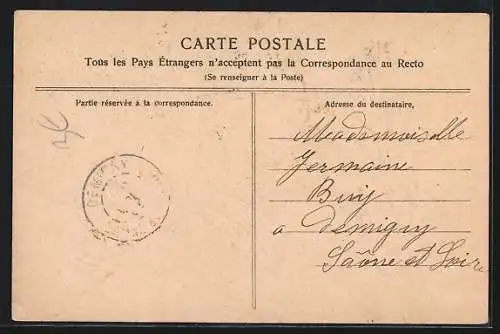 CARTE POSTALE
Tous les Pays Étrangers n'acceptent pas la Correspondance au Recto
(Se renseigner à la Poste)
Partie réservée à la correspondance.
Adresse du destinataire,
Mademoiselle
Germaine
a Demigny
Saône et Loire